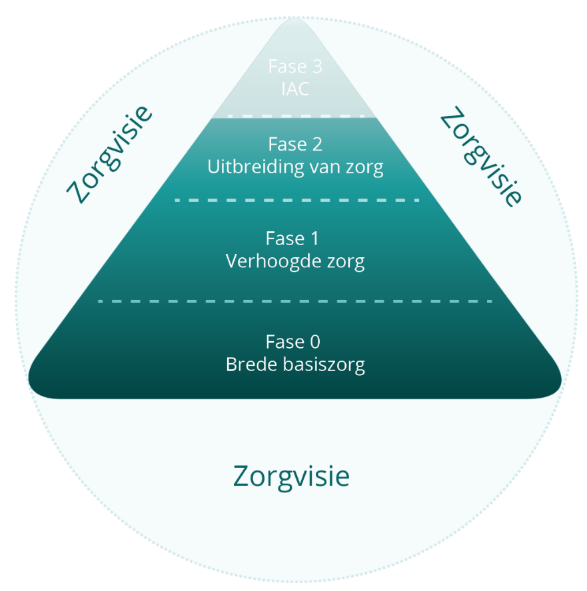 Fase 3
IAC
Zorgvisie
Zorgvisie
Fase 2
Uitbreiding van zorg
Fase 1
Verhoogde zorg
Fase 0
Brede basiszorg
Zorgvisie